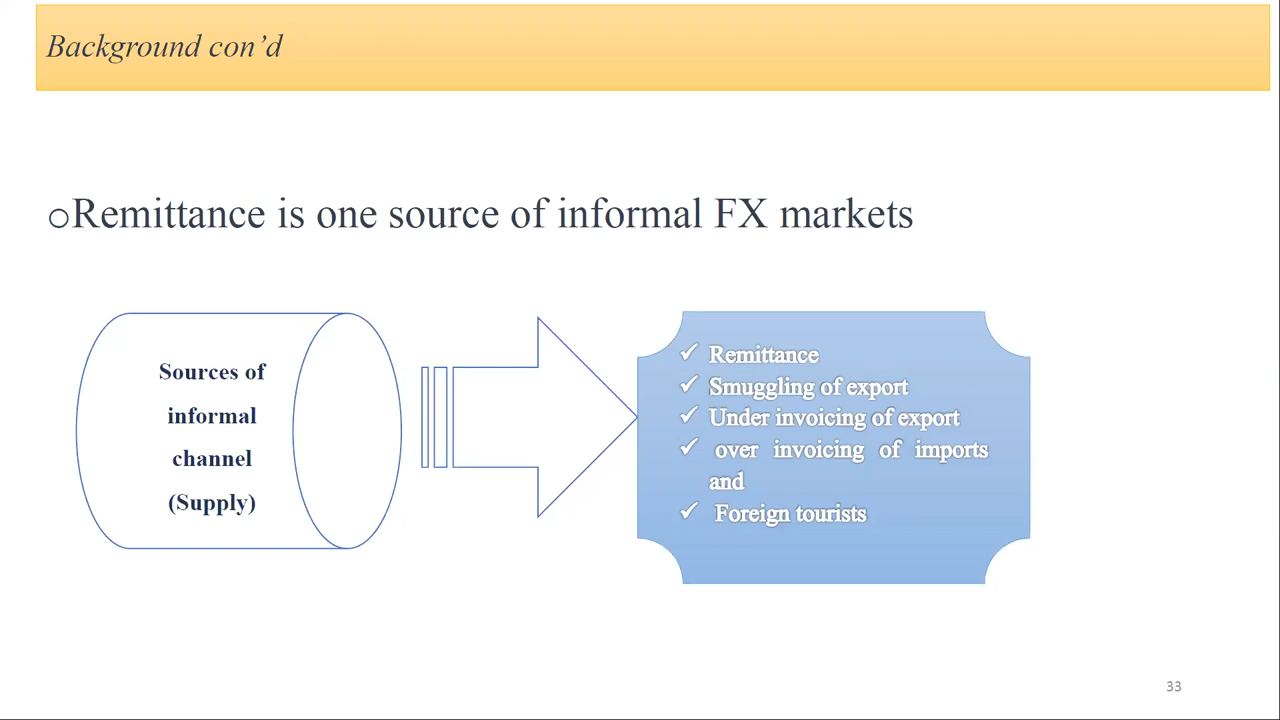 Background con’d
oRemittance is one source of informal FX markets
Sources of
informal
channel
(Supply)
✓ Remittance
✓ Smuggling of export
✓ Under invoicing of export
✓ over invoicing of imports
and
✓ Foreign tourists
33